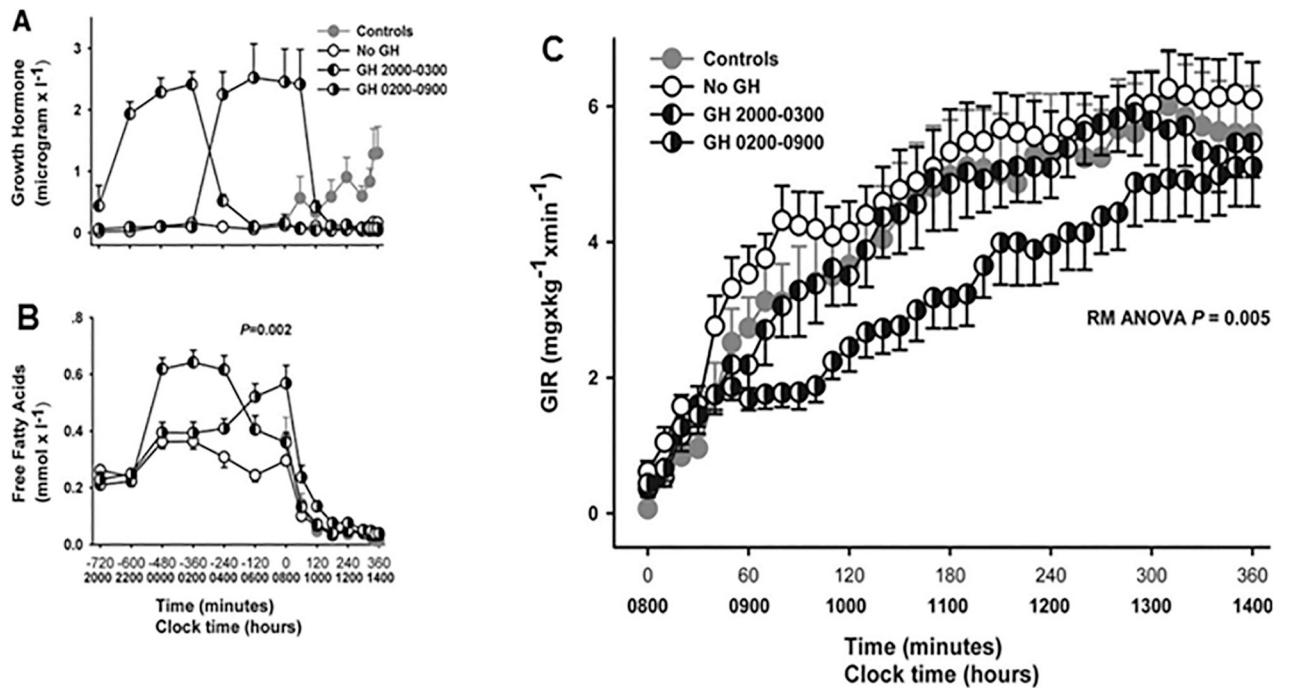 A
Growth Hormone
(microgram x l-1)
3
2
1
0
Controls
No GH
GH 2000-0300
GH 0200-0900
B
Free Fatty Acids
(mmol x l-1)
.8
0.6
0.4
0.2
0.0
P=0.002
-720 -600 -480 -360 -240 -120 0 120 240 360
2000 2200 0000 0200 0400 0600 0800 1000 1200 1400
Time (minutes)
Clock time (hours)
C
GIR (mgxkg-1xmin-1)
6
4
2
0
Controls
No GH
GH 2000-0300
GH 0200-0900
RM ANOVA P = 0.005
0 60 120 180 240 300 360
0800 0900 1000 1100 1200 1300 1400
Time (minutes)
Clock time (hours)